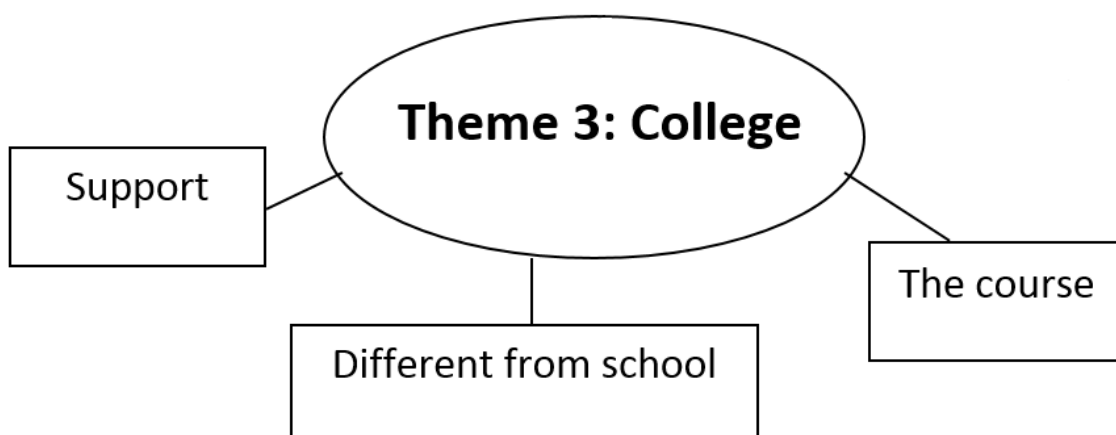 Theme 3: College
Support
The course
Different from school